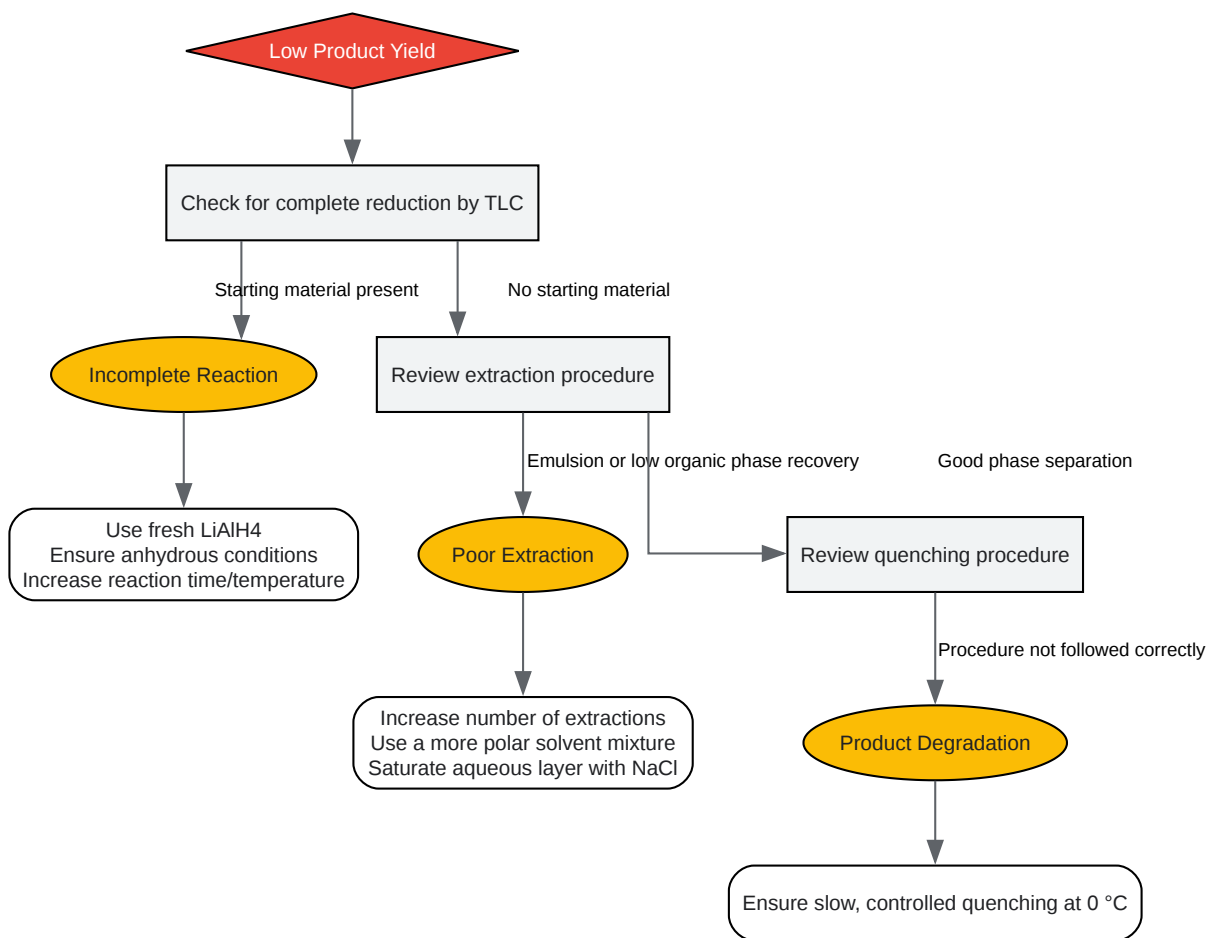 Low Product Yield
Check for complete reduction by TLC
Starting material present
No starting material
Incomplete Reaction
Review extraction procedure
Emulsion or low organic phase recovery
Good phase separation
Use fresh LiAlH4
Ensure anhydrous conditions
Increase reaction time/temperature
Poor Extraction
Review quenching procedure
Procedure not followed correctly
Increase number of extractions
Use a more polar solvent mixture
Saturate aqueous layer with NaCl
Product Degradation
Ensure slow, controlled quenching at 0 °C